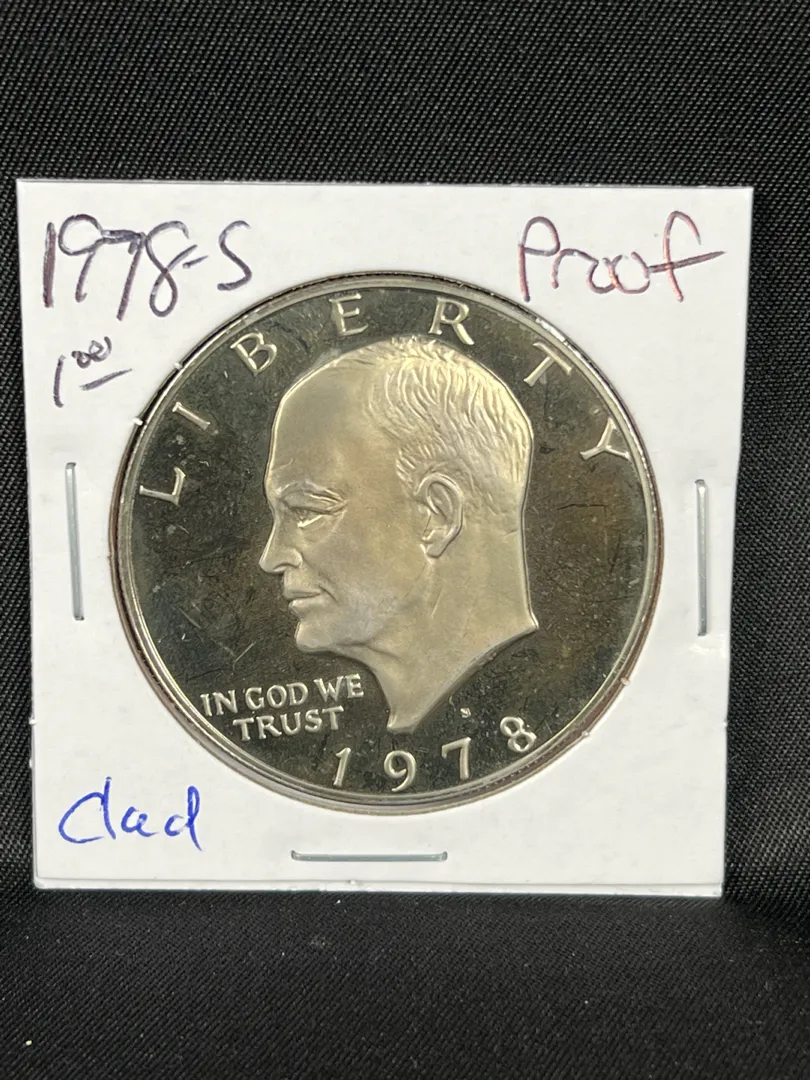 1978-S
Proof
1.00
LIBERTY
IN GOD WE
TRUST
S
1978
clad